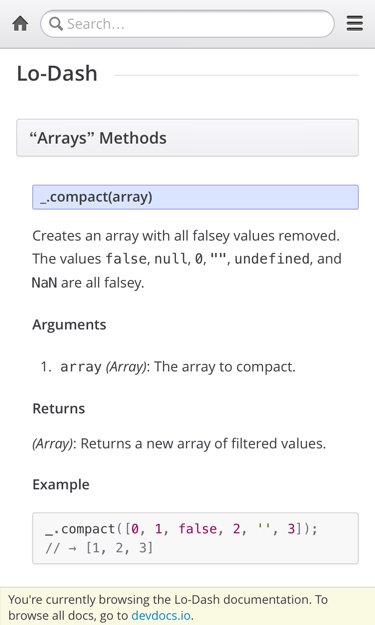 Search...
Lo-Dash
“Arrays” Methods
_.compact(array)
Creates an array with all falsey values removed.
The values false, null, 0, "", undefined, and
NaN are all falsey.
Arguments
1. array (Array): The array to compact.
Returns
(Array): Returns a new array of filtered values.
Example
_.compact([0, 1, false, 2, '', 3]);
// → [1, 2, 3]
You're currently browsing the Lo-Dash documentation. To
browse all docs, go to devdocs.io.